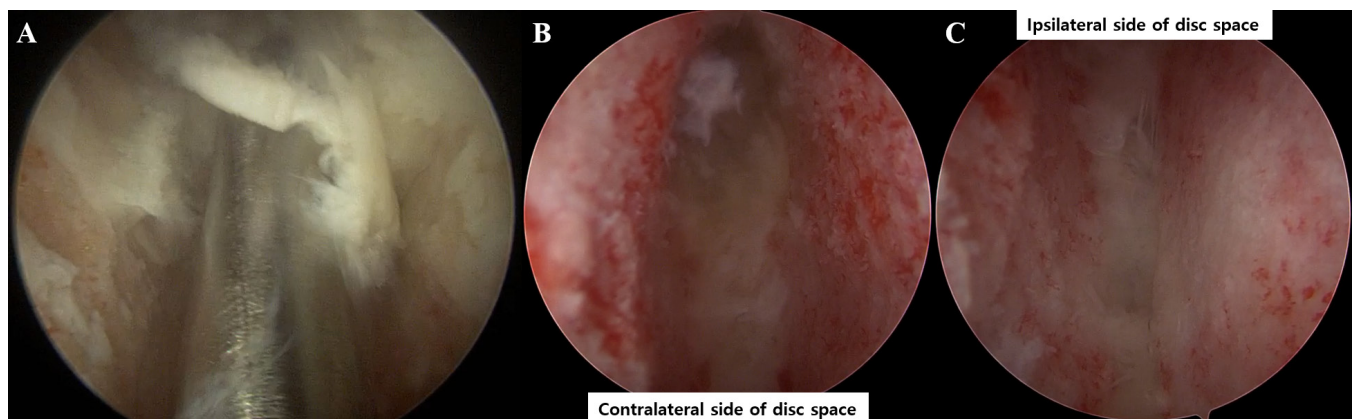 A
B
C
Ipsilateral side of disc space
Contralateral side of disc space